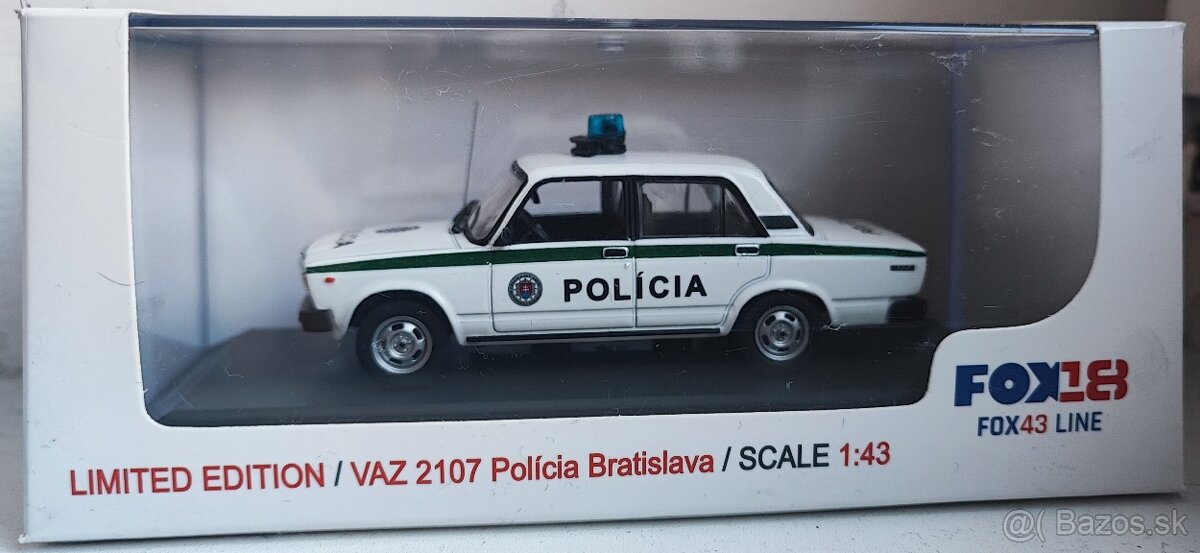 POLÍCIA
FOX18
FOX43 LINE
LIMITED EDITION / VAZ 2107 Polícia Bratislava / SCALE 1:43
@( Bazos.sk